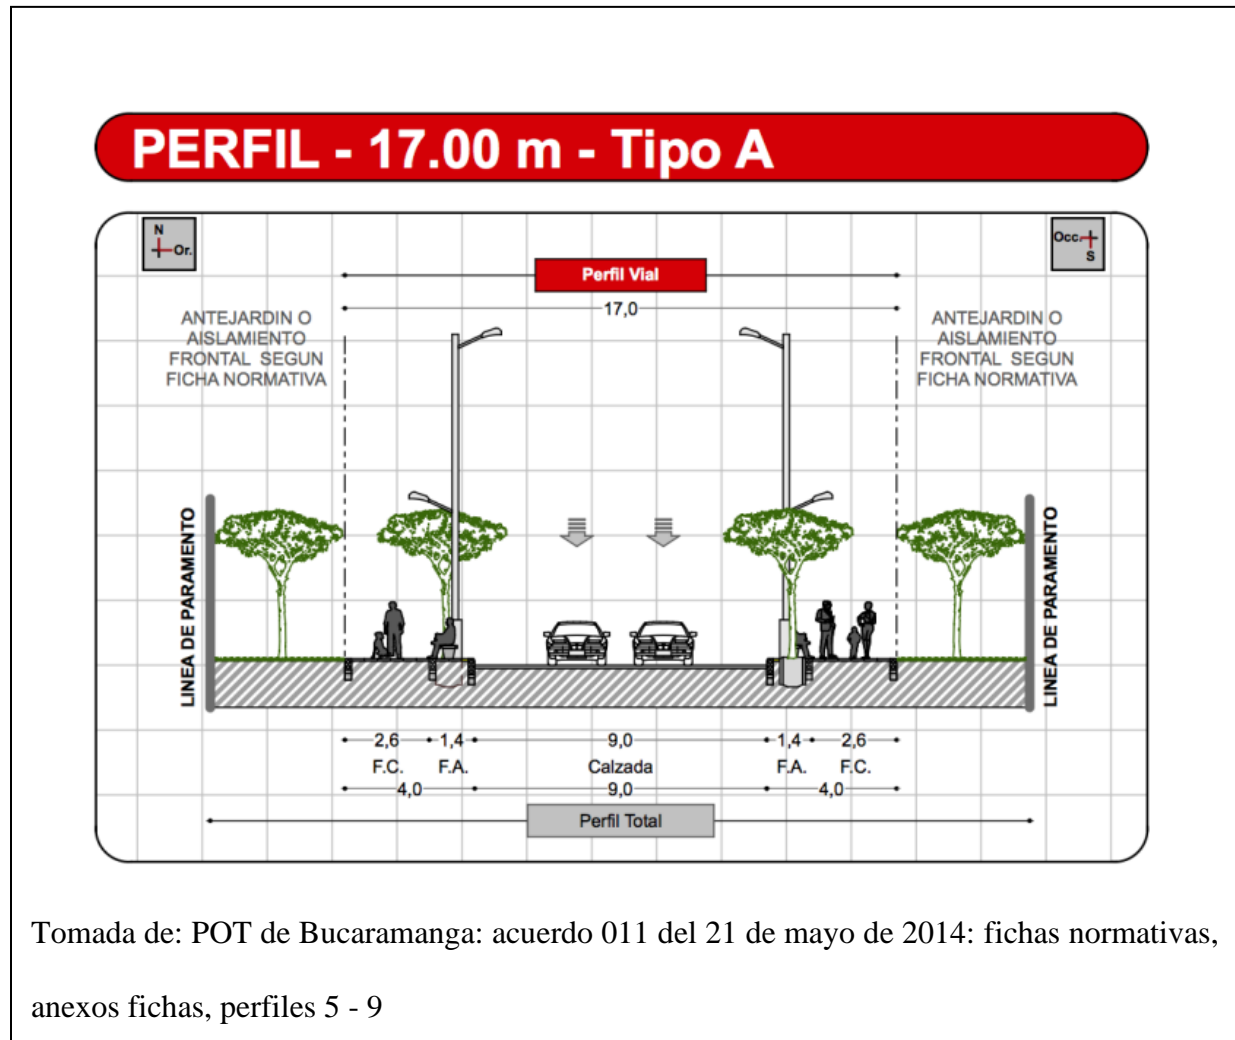 PERFIL - 17.00 m - Tipo A
N
Or.
Occ.
S
Perfil Vial
17,0
ANTEJARDIN O
AISLAMIENTO
FRONTAL SEGUN
FICHA NORMATIVA
ANTEJARDIN O
AISLAMIENTO
FRONTAL SEGUN
FICHA NORMATIVA
LINEA DE PARAMENTO
LINEA DE PARAMENTO
2,6 1,4 9,0 1,4 2,6
F.C. F.A. Calzada F.A. F.C.
4,0 9,0 4,0
Perfil Total
Tomada de: POT de Bucaramanga: acuerdo 011 del 21 de mayo de 2014: fichas normativas,
anexos fichas, perfiles 5 - 9